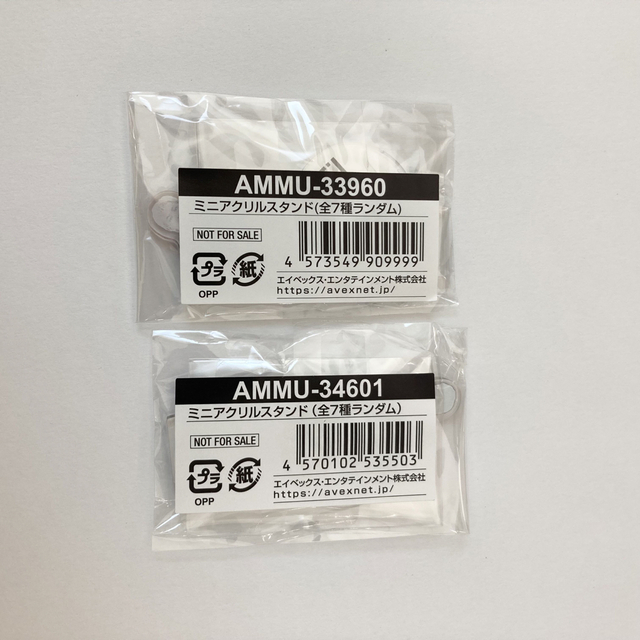 AMMU-33960
ミニアクリルスタンド(全7種ランダム)
NOT FOR SALE
4 573549 909999
プラ 紙
OPP
エイベックス・エンタテインメント株式会社
https://avexnet.jp/
AMMU-34601
ミニアクリルスタンド(全7種ランダム)
NOT FOR SALE
4 570102 535503
プラ 紙
OPP
エイベックス・エンタテインメント株式会社
https://avexnet.jp/